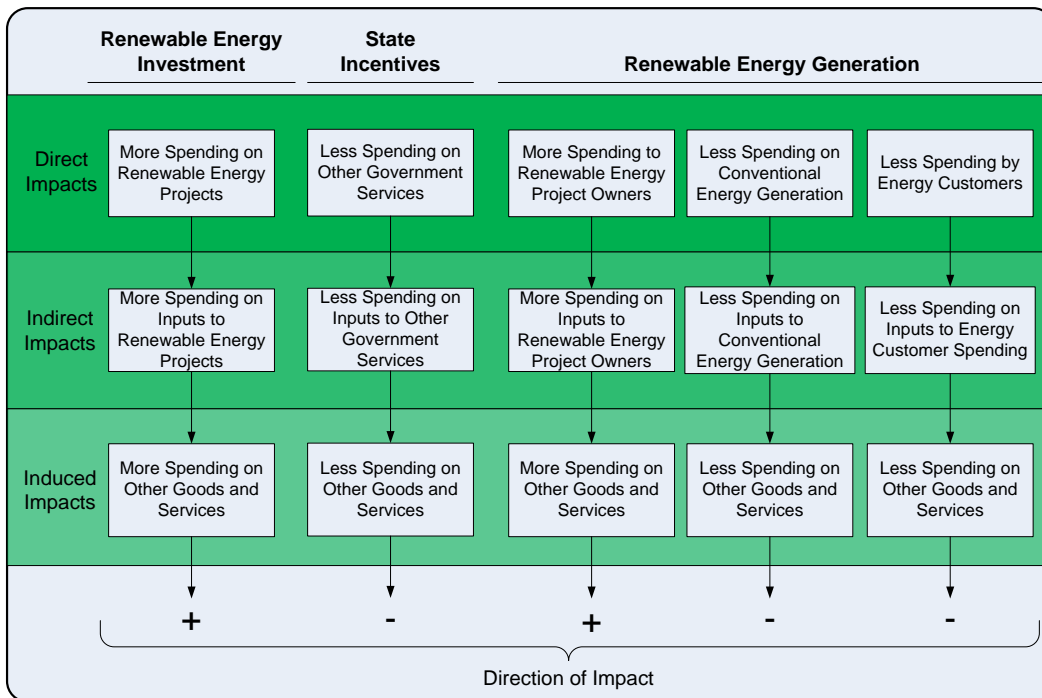 Renewable Energy
Investment
State
Incentives
Renewable Energy Generation
Direct
Impacts
More Spending on
Renewable Energy
Projects
Less Spending on
Other Government
Services
More Spending to
Renewable Energy
Project Owners
Less Spending on
Conventional
Energy Generation
Less Spending by
Energy Customers
Indirect
Impacts
More Spending on
Inputs to
Renewable Energy
Projects
Less Spending on
Inputs to Other
Government
Services
More Spending on
Inputs to
Renewable Energy
Project Owners
Less Spending on
Inputs to
Conventional
Energy Generation
Less Spending on
Inputs to Energy
Customer Spending
Induced
Impacts
More Spending on
Other Goods and
Services
Less Spending on
Other Goods and
Services
More Spending on
Other Goods and
Services
Less Spending on
Other Goods and
Services
Less Spending on
Other Goods and
Services
+
-
+
-
-
Direction of Impact